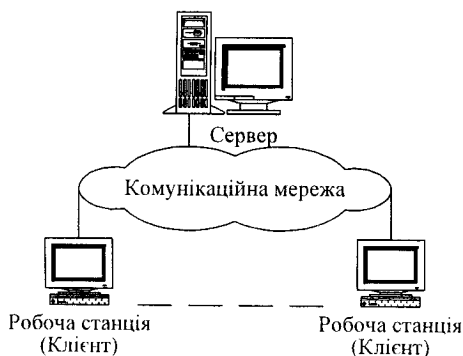 Сервер
Комунікаційна мережа
Робоча станція
(Клієнт)
Робоча станція
(Клієнт)